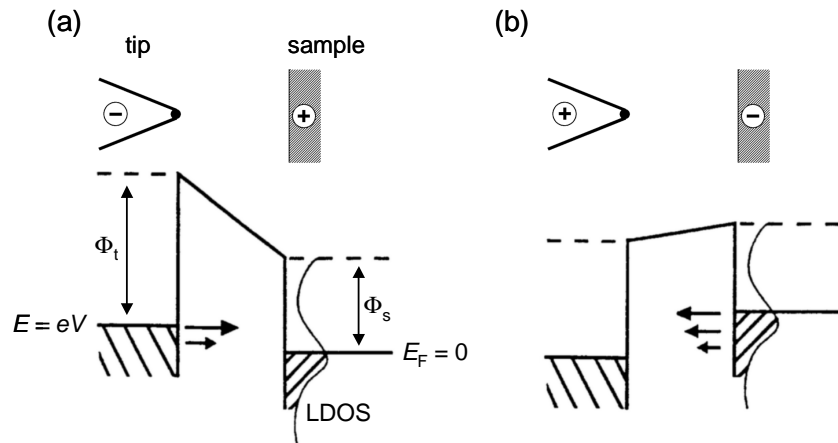 (a)
tip
sample
(b)
−
+
+
−
Φt
Φs
E = eV
EF = 0
LDOS